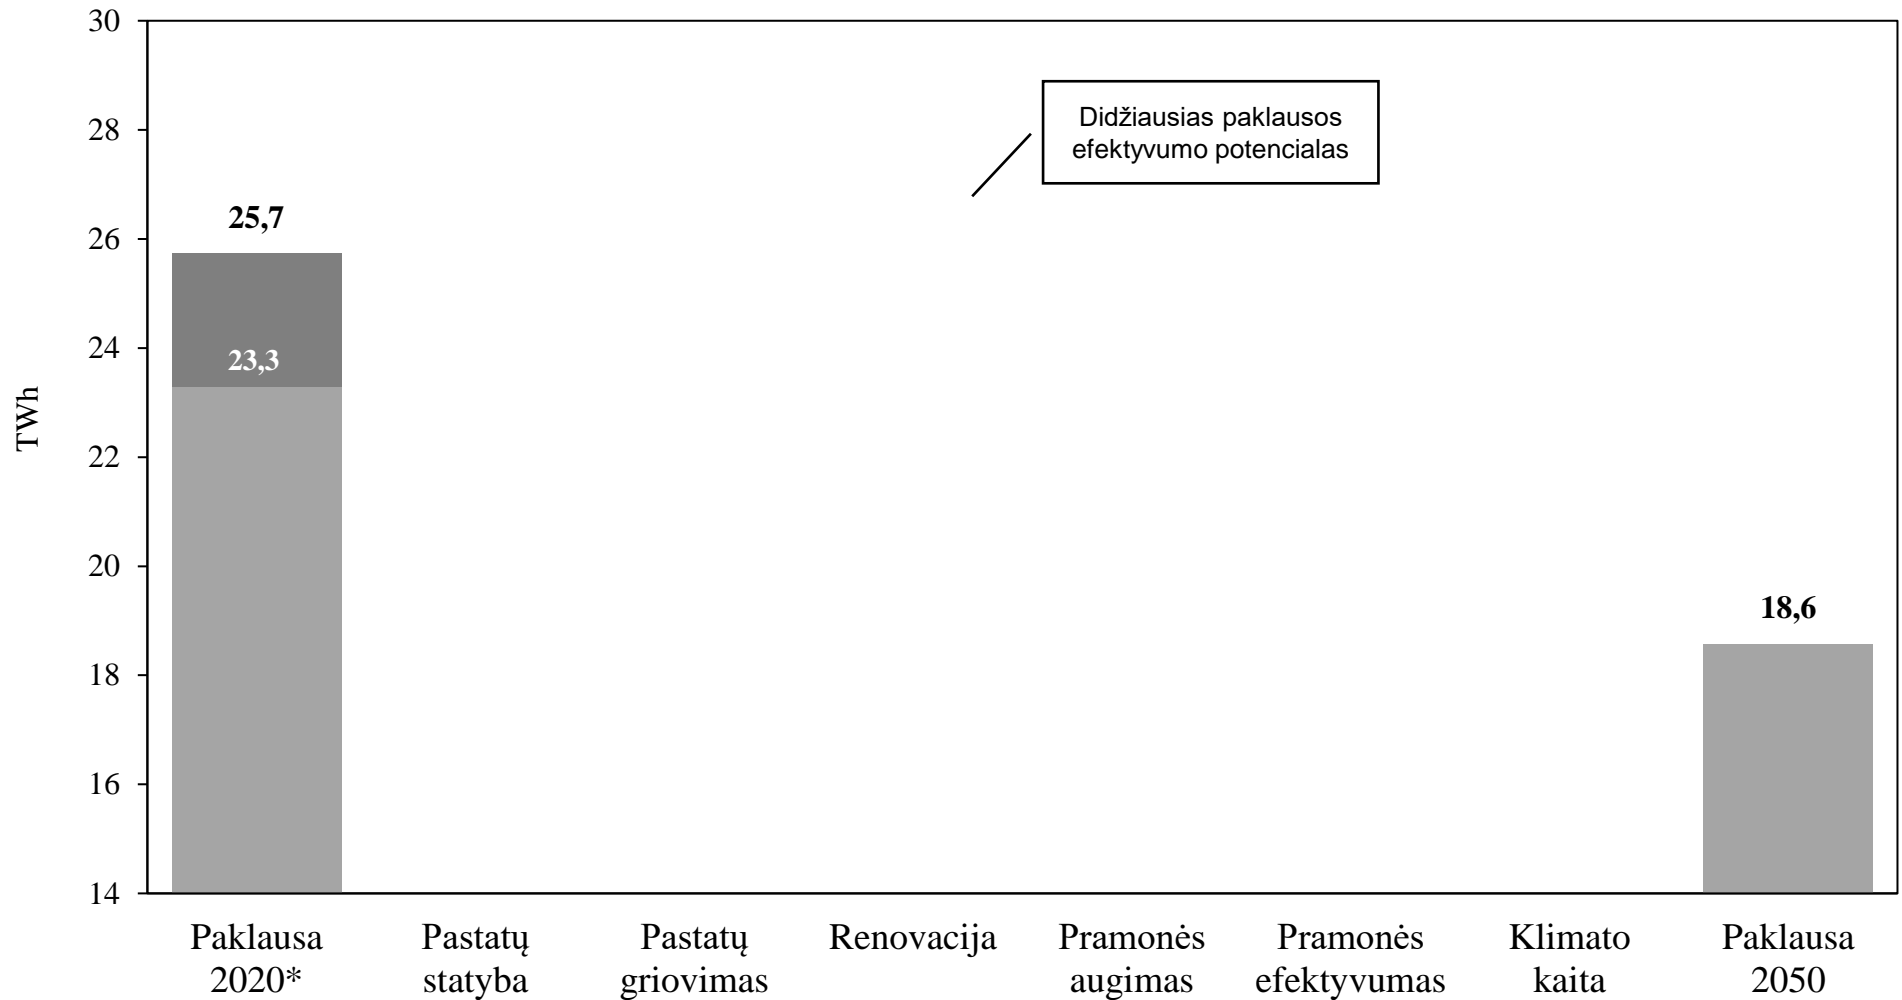 30
28
26
24
22
20
18
16
14
TWh
Didžiausias paklausos
efektyvumo potencialas
25,7
23,3
18,6
Paklausa
2020*
Pastatų
statyba
Pastatų
griovimas
Renovacija
Pramonės
augimas
Pramonės
efektyvumas
Klimato
kaita
Paklausa
2050